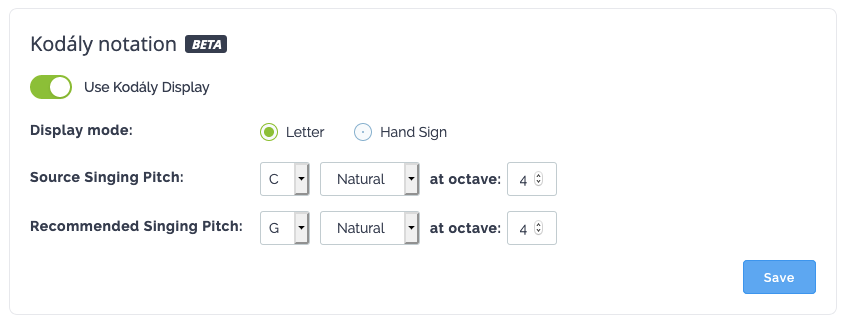 Kodály notation BETA
Use Kodály Display
Display mode: Letter Hand Sign
Source Singing Pitch: C Natural at octave: 4
Recommended Singing Pitch: G Natural at octave: 4
Save